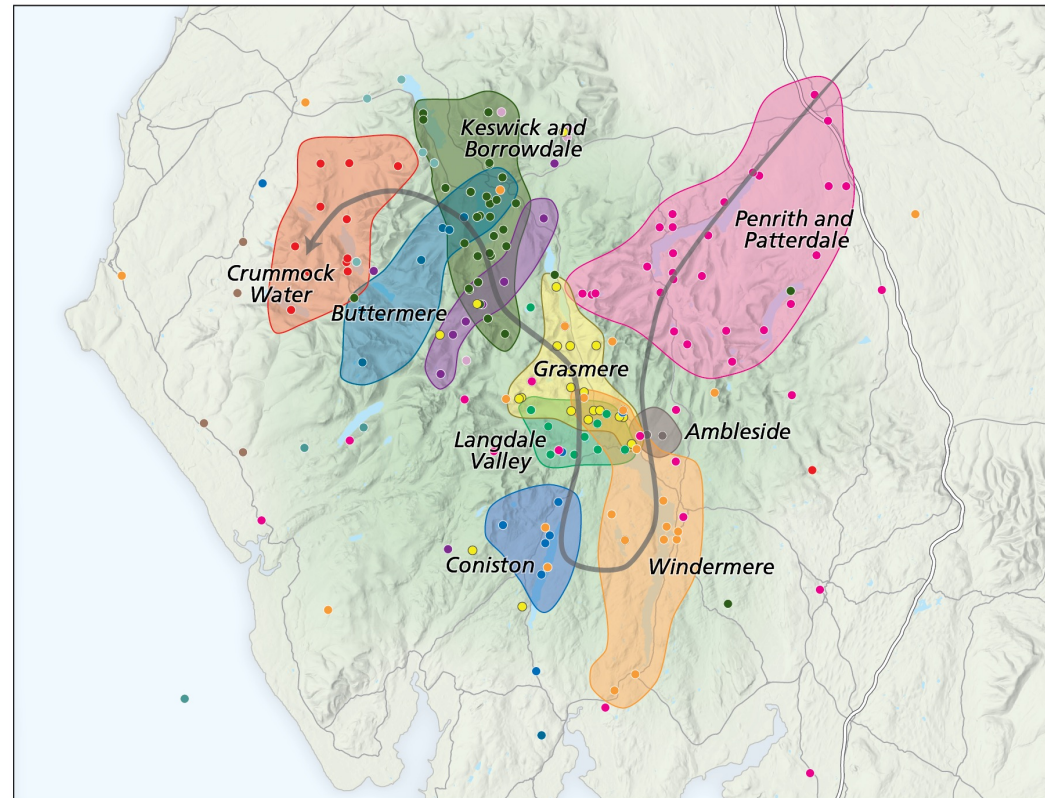 Keswick and
Borrowdale
Penrith and
Patterdale
Crummock
Water
Buttermere
Grasmere
Ambleside
Langdale
Valley
Coniston
Windermere